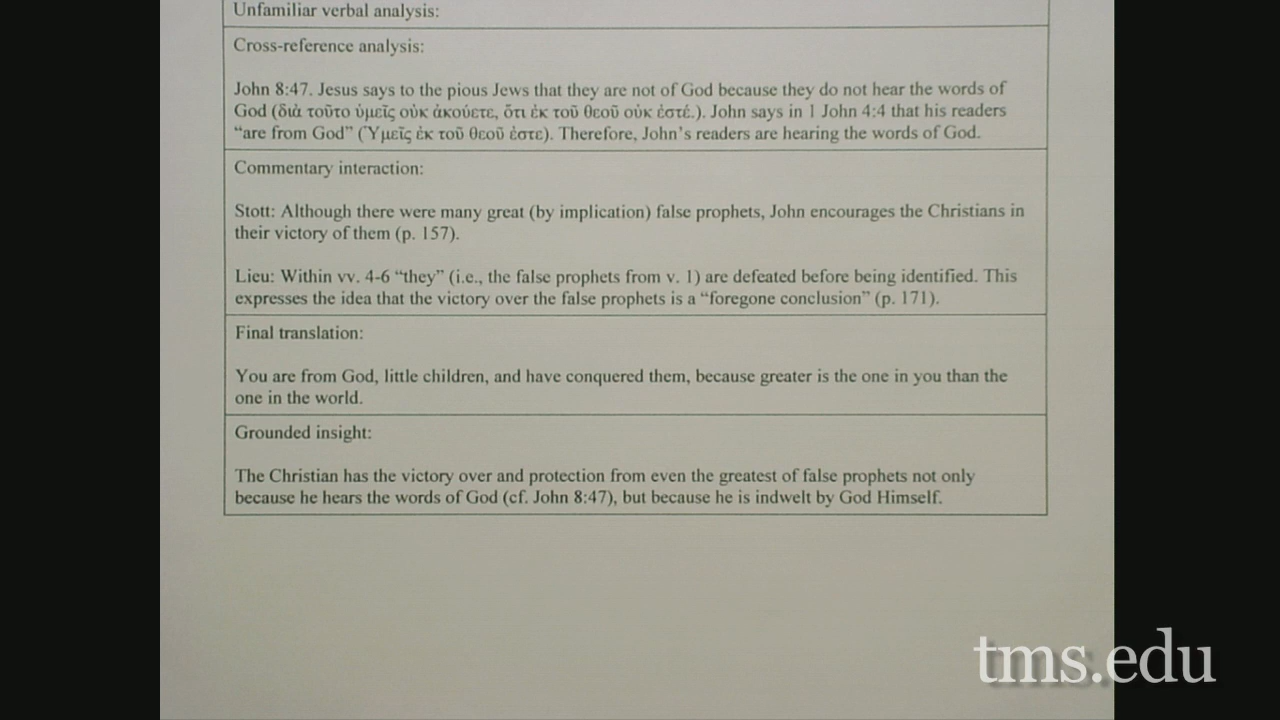 Unfamiliar verbal analysis:
Cross-reference analysis:
John 8:47. Jesus says to the pious Jews that they are not of God because they do not hear the words of
God (διὰ τοῦτο ὑμεῖς οὐκ ἀκούετε, ὅτι ἐκ τοῦ θεοῦ οὐκ ἐστέ.). John says in 1 John 4:4 that his readers
“are from God” (Ὑμεῖς ἐκ τοῦ θεοῦ ἐστε). Therefore, John’s readers are hearing the words of God.
Commentary interaction:
Stott: Although there were many great (by implication) false prophets, John encourages the Christians in
their victory of them (p. 157).
Lieu: Within vv. 4-6 “they” (i.e., the false prophets from v. 1) are defeated before being identified. This
expresses the idea that the victory over the false prophets is a “foregone conclusion” (p. 171).
Final translation:
You are from God, little children, and have conquered them, because greater is the one in you than the
one in the world.
Grounded insight:
The Christian has the victory over and protection from even the greatest of false prophets not only
because he hears the words of God (cf. John 8:47), but because he is indwelt by God Himself.
tms.edu